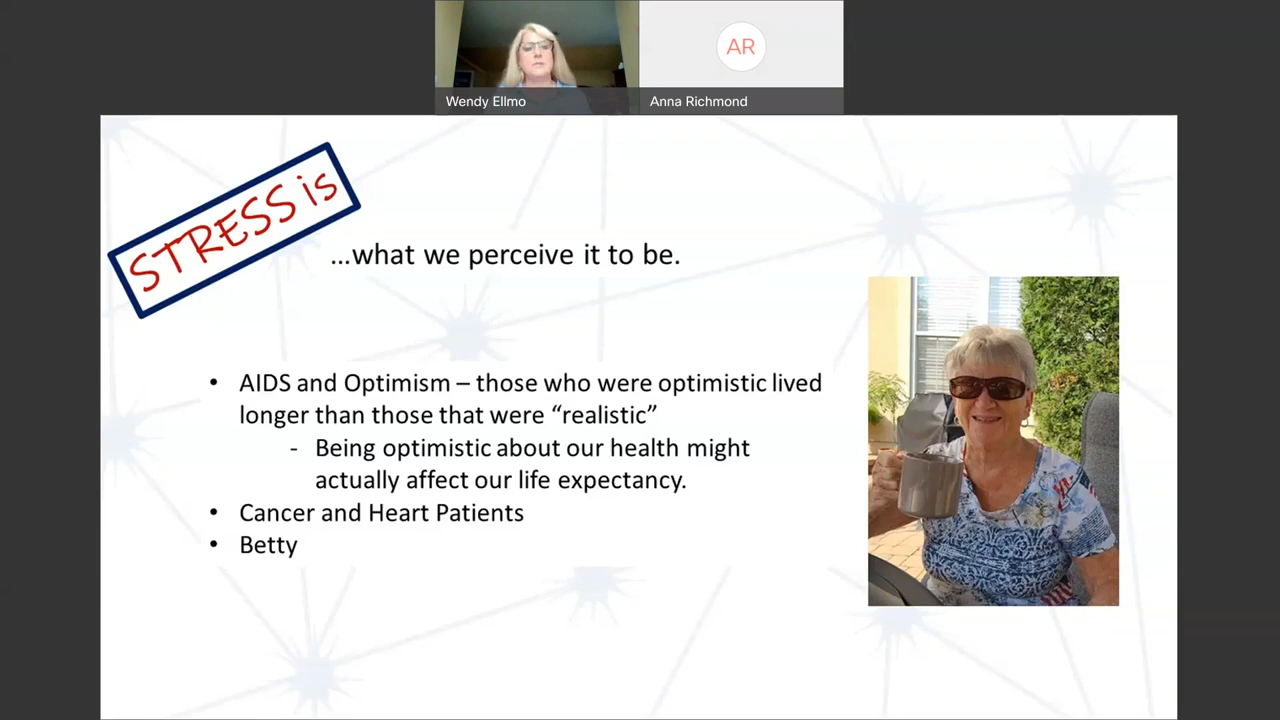 AR
Wendy Ellmo
Anna Richmond
STRESS is
...what we perceive it to be.
• AIDS and Optimism – those who were optimistic lived
longer than those that were “realistic”
- Being optimistic about our health might
actually affect our life expectancy.
• Cancer and Heart Patients
• Betty